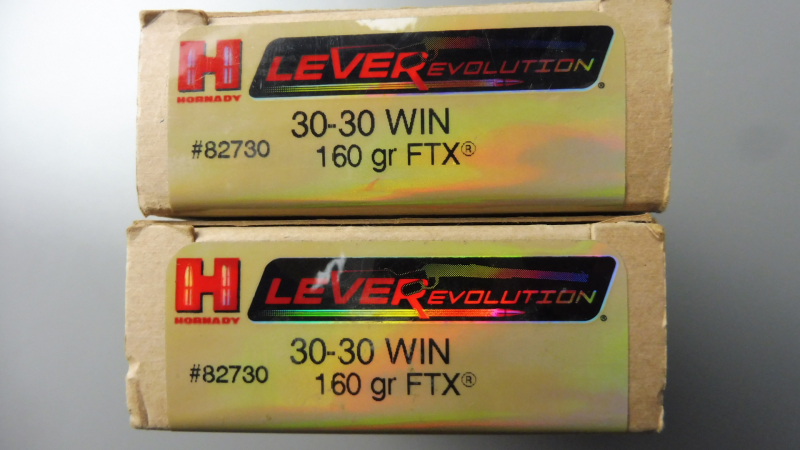 H LEVEREVOLUTION®
HORNADY
30-30 WIN
#82730 160 gr FTX®
H LEVEREVOLUTION®
HORNADY
30-30 WIN
#82730 160 gr FTX®